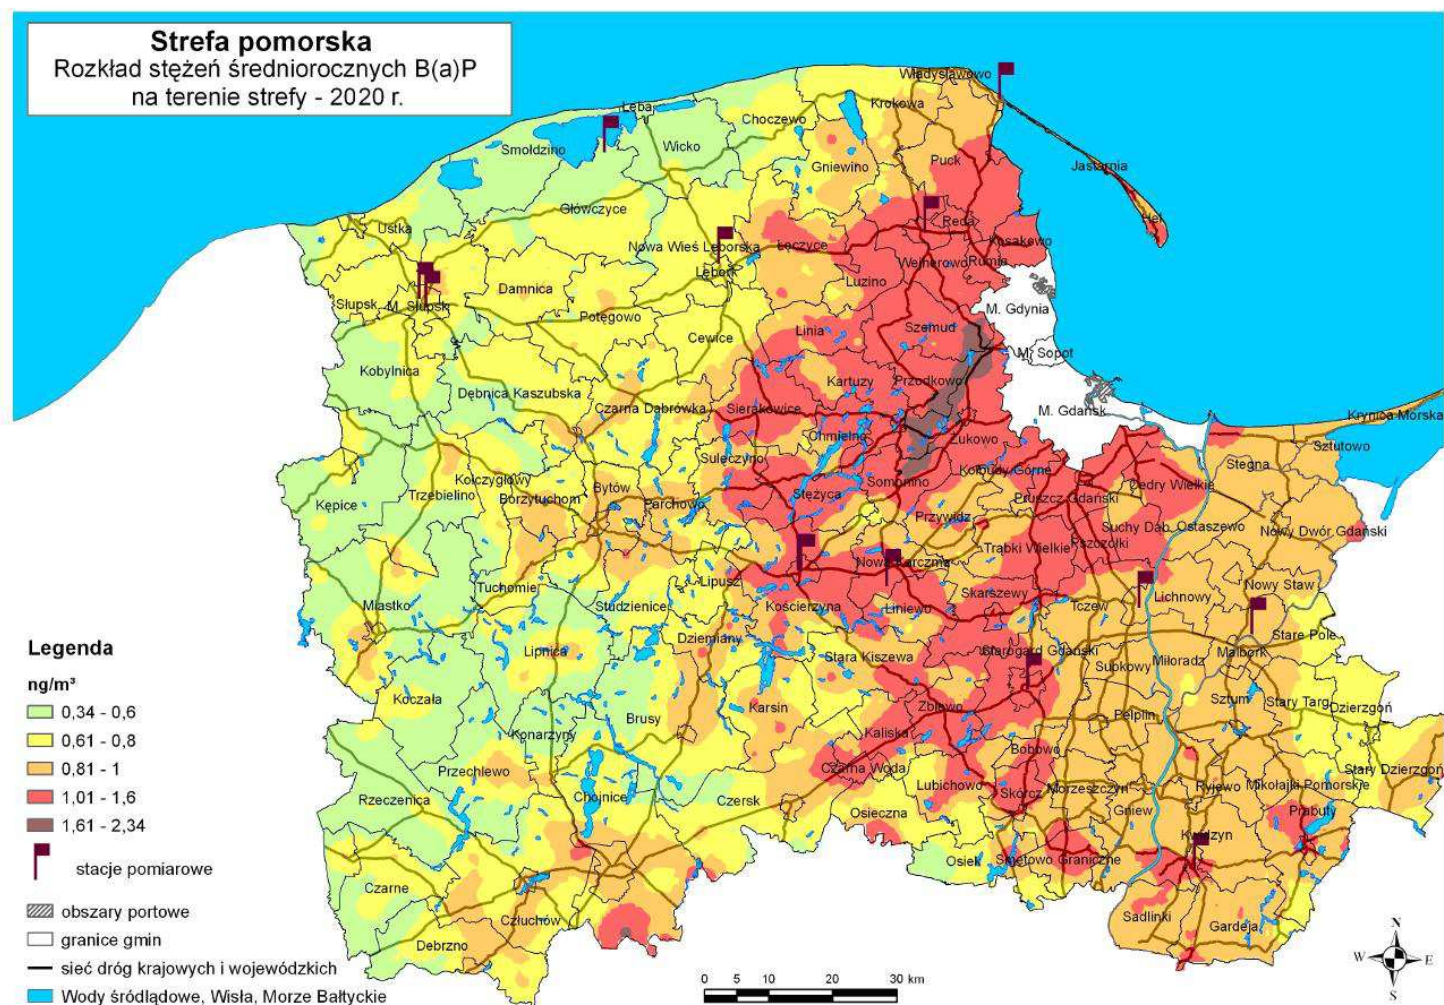 Strefa pomorska
Rozkład stężeń średniorocznych B(a)P
na terenie strefy - 2020 r.
Władysławowo
Łeba
Krokowa
Choczewo
Wicko
Smołdzino
Puck
Gniewino
Jastarnia
Główczyce
Hel
Reda
Ustka
Kosakowo
Nowa Wieś Lęborska
Łęczyce
Wejherowo
Rumia
Lębork
Luzino
Damnica
Słupsk
M. Słupsk
M. Gdynia
Potęgowo
Szemud
Linia
Cewice
M. Sopot
Kobylnica
Kartuzy
Przodkowo
Dębnica Kaszubska
Czarna Dąbrówka
Sierakowice
M. Gdańsk
Krynica Morska
Chmielno
Żukowo
Sztutowo
Sulęczyno
Stegna
Kołczygłowy
Kolbudy Górne
Somonino
Cedry Wielkie
Bytów
Trzebielino
Borzytuchom
Stężyca
Pruszcz Gdański
Kępice
Parchowo
Przywidz
Suchy Dąb
Ostaszewo
Nowy Dwór Gdański
Pszczółki
Trąbki Wielkie
Nowa Karczma
Lipusz
Tuchomie
Nowy Staw
Skarszewy
Lichnowy
Miastko
Studzienice
Kościerzyna
Liniewo
Tczew
Stare Pole
Dziemiany
Lipnica
Starogard Gdański
Malbork
Stara Kiszewa
Subkowy
Miłoradz
Koczała
Sztum
Stary Targ
Dzierzgoń
Zblewo
Karsin
Brusy
Pelplin
Kaliska
Konarzyny
Bobowo
Czarna Woda
Przechlewo
Stary Dzierzgoń
Lubichowo
Ryjewo
Mikołajki Pomorskie
Rzeczenica
Chojnice
Skórcz
Morzeszczyn
Czersk
Osieczna
Gniew
Prabuty
Kwidzyn
Osiek
Smętowo Graniczne
Czarne
Człuchów
Sadlinki
Gardeja
Debrzno
Legenda
ng/m³
0,34 - 0,6
0,61 - 0,8
0,81 - 1
1,01 - 1,6
1,61 - 2,34
stacje pomiarowe
obszary portowe
granice gmin
sieć dróg krajowych i wojewódzkich
Wody śródlądowe, Wisła, Morze Bałtyckie
0 5 10 20 30 km
N
W E
S